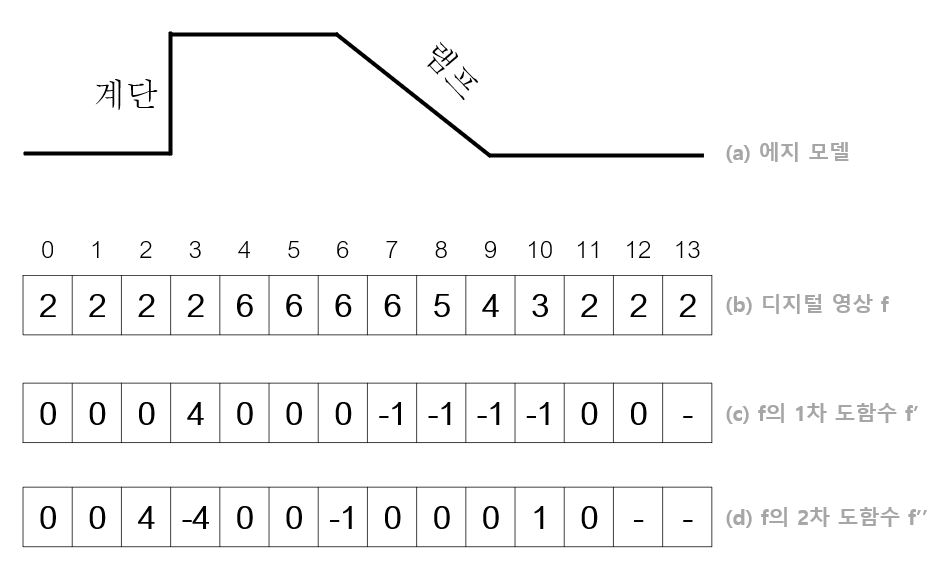 계단
램프
(a) 에지 모델
0 1 2 3 4 5 6 7 8 9 10 11 12 13
2 2 2 2 6 6 6 6 5 4 3 2 2 2 (b) 디지털 영상 f
0 0 0 4 0 0 0 -1 -1 -1 -1 0 0 - (c) f의 1차 도함수 f’
0 0 4 -4 0 0 -1 0 0 0 1 0 - - (d) f의 2차 도함수 f’’